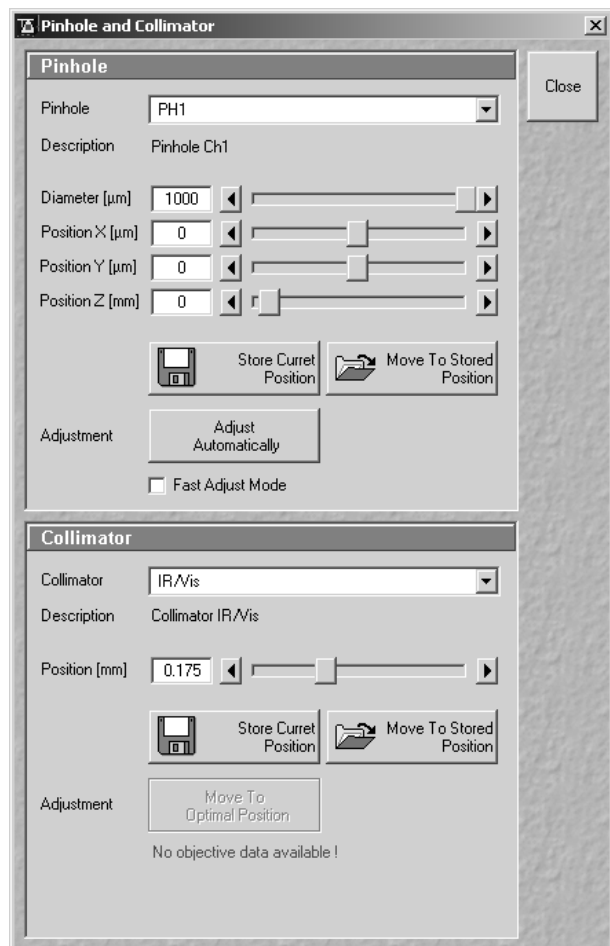 Pinhole and Collimator
Close
Pinhole
Pinhole PH1
Description Pinhole Ch1
Diameter [µm] 1000
Position X [µm] 0
Position Y [µm] 0
Position Z [mm] 0
Store Curret Move To Stored
Position Position
Adjustment Adjust
Automatically
Fast Adjust Mode
Collimator
Collimator IR/Vis
Description Collimator IR/Vis
Position [mm] 0.175
Store Curret Move To Stored
Position Position
Adjustment Move To
Optimal Position
No objective data available !